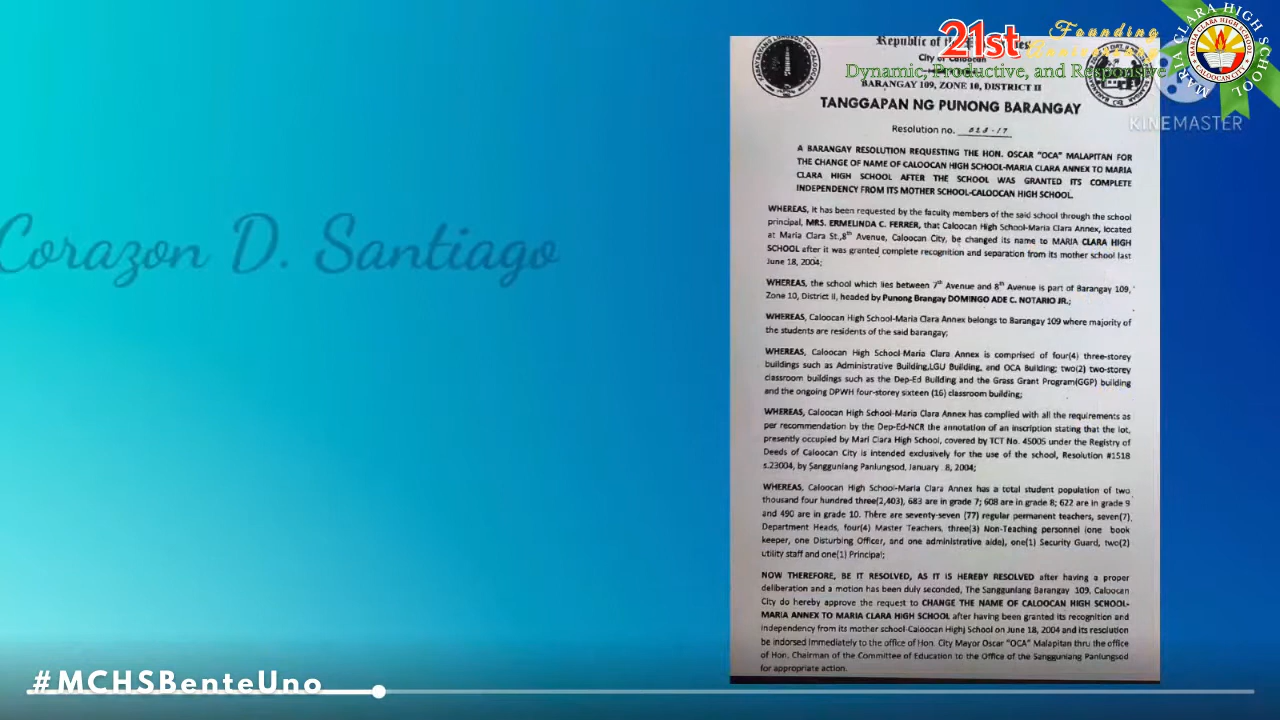 21st
Founding
Anniversary
Dynamic, Productive, and Responsive
MARIA CLARA HIGH SCHOOL
MARIA CLARA HIGH SCHOOL
CALOOCAN CITY
KINEMASTER
Corazon D. Santiago
Republic of the
City of Caloocan
BARANGAY 109, ZONE 10, DISTRICT II
TANGGAPAN NG PUNONG BARANGAY
Resolution no.
A BARANGAY RESOLUTION REQUESTING THE HON. OSCAR "OCA" MALAPITAN FOR
THE CHANGE OF NAME OF CALOOCAN HIGH SCHOOL-MARIA CLARA ANNEX TO MARIA
CLARA HIGH SCHOOL AFTER THE SCHOOL WAS GRANTED ITS COMPLETE
INDEPENDENCY FROM ITS MOTHER SCHOOL-CALOOCAN HIGH SCHOOL.
WHEREAS, it has been requested by the faculty members of the said school through the school
principal, MRS. ERMELINDA C. FERRER, that Caloocan High School-Maria Clara Annex, located
at Maria Clara St.,8th Avenue, Caloocan City, be changed its name to MARIA CLARA HIGH
SCHOOL after it was granted complete recognition and separation from its mother school last
June 18, 2004;
WHEREAS, the school which lies between 7th Avenue and 8th Avenue is part of Barangay 109,
Zone 10, District II, headed by Punong Brangay DOMINGO ADE C. NOTARIO JR.;
WHEREAS, Caloocan High School-Maria Clara Annex belongs to Barangay 109 where majority of
the students are residents of the said barangay;
WHEREAS, Caloocan High School-Maria Clara Annex is comprised of four(4) three-storey
buildings such as Administrative Building,LGU Building, and OCA Building; two(2) two-storey
classroom buildings such as the Dep-Ed Building and the Grass Grant Program(GGP) building
and the ongoing DPWH four-storey sixteen (16) classroom building;
WHEREAS, Caloocan High School-Maria Clara Annex has complied with all the requirements as
per recommendation by the Dep-Ed-NCR the annotation of an inscription stating that the lot,
presently occupied by Mari Clara High School, covered by TCT No. 45005 under the Registry of
Deeds of Caloocan City is intended exclusively for the use of the school, Resolution #1518
s.23004, by Sangguniang Panlungsod, January 8, 2004;
WHEREAS, Caloocan High School-Maria Clara Annex has a total student population of two
thousand four hundred three(2,403), 683 are in grade 7; 608 are in grade 8; 622 are in grade 9
and 490 are in grade 10. There are seventy-seven (77) regular permanent teachers, seven(7),
Department Heads, four(4) Master Teachers, three(3) Non-Teaching personnel (one book
keeper, one Disturbing Officer, and one administrative aide), one(1) Security Guard, two(2)
utility staff and one(1) Principal;
NOW THEREFORE, BE IT RESOLVED, AS IT IS HEREBY RESOLVED after having a proper
deliberation and a motion has been duly seconded, The Sangguniang Barangay 109, Caloocan
City do hereby approve the request to CHANGE THE NAME OF CALOOCAN HIGH SCHOOL-
MARIA ANNEX TO MARIA CLARA HIGH SCHOOL after having been granted its recognition and
independency from its mother school-Caloocan Highj School on June 18, 2004 and its resolution
be indorsed immediately to the office of Hon. City Mayor Oscar "OCA" Malapitan thru the office
of Hon. Chairman of the Committee of Education to the Office of the Sangguniang Panlungsod
for appropriate action.
#MCHSBenteUno